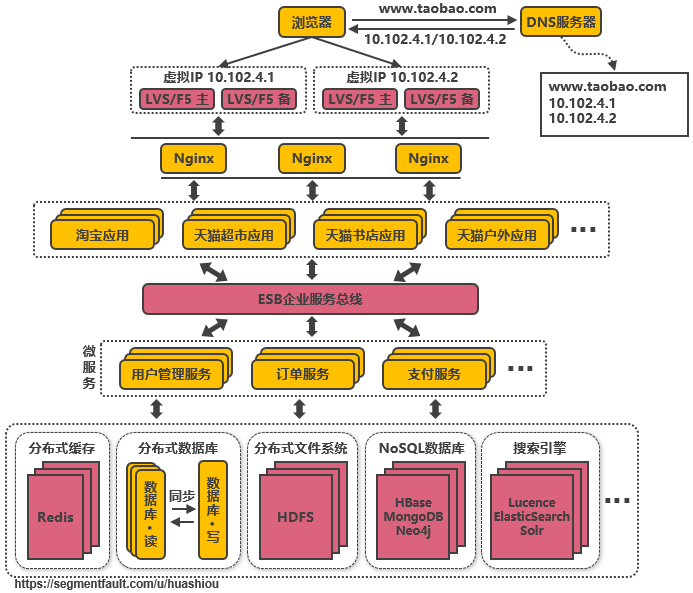 浏览器
www.taobao.com
10.102.4.1/10.102.4.2
DNS服务器
www.taobao.com
10.102.4.1
10.102.4.2
虚拟IP 10.102.4.1
LVS/F5 主
LVS/F5 备
虚拟IP 10.102.4.2
LVS/F5 主
LVS/F5 备
Nginx
Nginx
Nginx
淘宝应用
天猫超市应用
天猫书店应用
天猫户外应用
...
ESB企业服务总线
微
服
务
用户管理服务
订单服务
支付服务
...
分布式缓存
Redis
分布式数据库
数据库·读
同步
数据库·写
分布式文件系统
HDFS
NoSQL数据库
HBase
MongoDB
Neo4j
搜索引擎
Lucence
ElasticSearch
Solr
...
https://segmentfault.com/u/huashiou